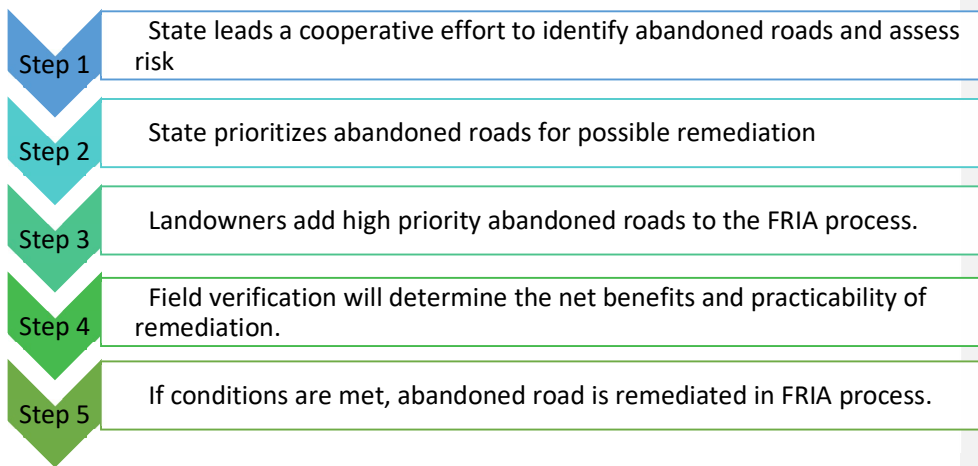 Step 1
State leads a cooperative effort to identify abandoned roads and assess
risk
Step 2
State prioritizes abandoned roads for possible remediation
Step 3
Landowners add high priority abandoned roads to the FRIA process.
Step 4
Field verification will determine the net benefits and practicability of
remediation.
Step 5
If conditions are met, abandoned road is remediated in FRIA process.